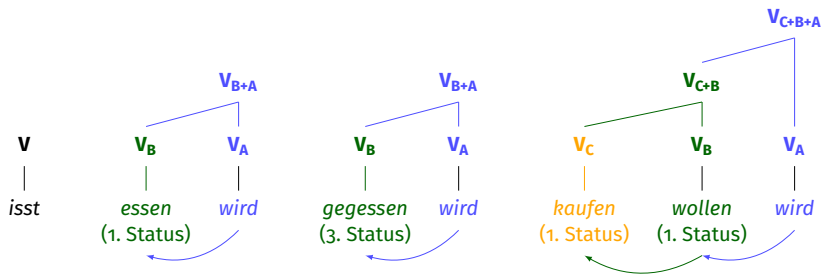 V_C+B+A
V_B+A V_B+A V_C+B
V V_B V_A V_B V_A V_C V_B V_A
isst essen wird gegessen wird kaufen wollen wird
(1. Status) (3. Status) (1. Status) (1. Status)